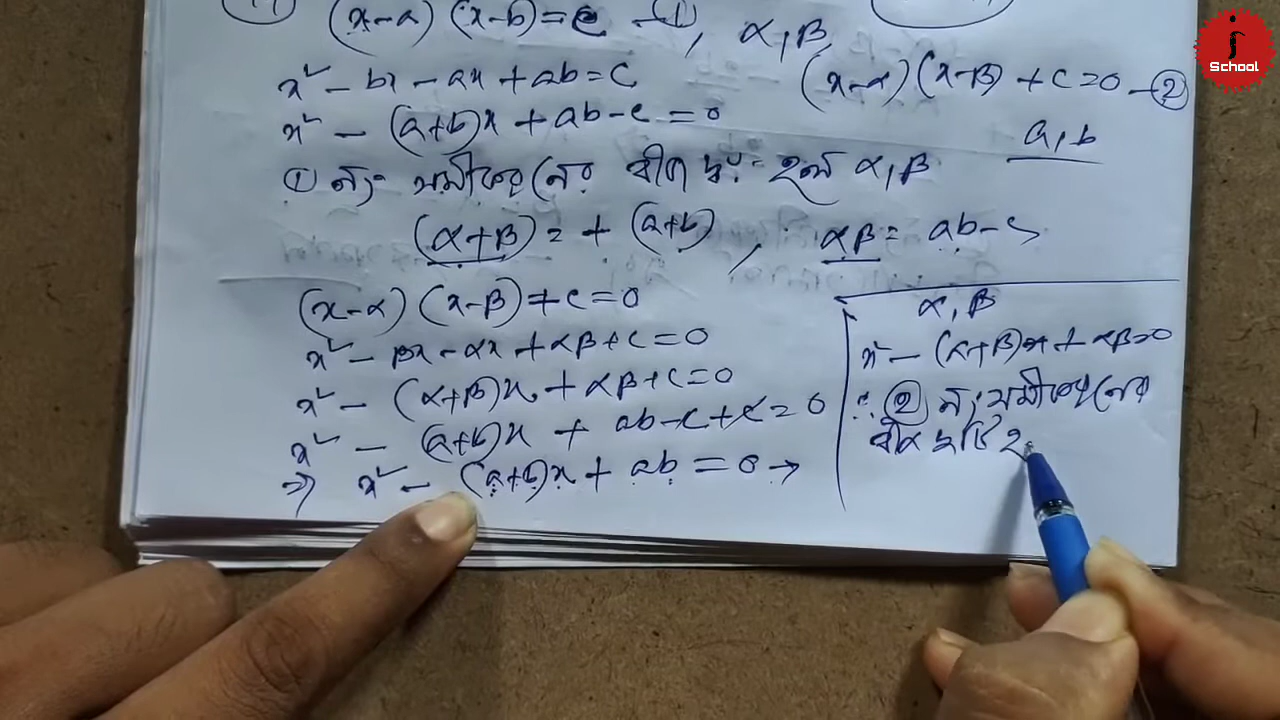 (x-a) (x-b) = c —①, α, β
x² - bx - ax + ab = c
(x-α) (x-β) + c = 0 —②
x² - (a+b)x + ab - c = 0
a, b
① নং সমীকরণের বীজ দ্বয় হল α, β
(α+β) = + (a+b), αβ = ab - c
(x-α) (x-β) + c = 0
x² - βx - αx + αβ + c = 0
x² - (α+β)x + αβ + c = 0
x² - (a+b)x + ab - c + c = 0
⇒ x² - (a+b)x + ab = 0 →
α, β
x² - (α+β)x + αβ = 0
∴ ② নং সমীকরণের
বীজ দুটি হ
i
School